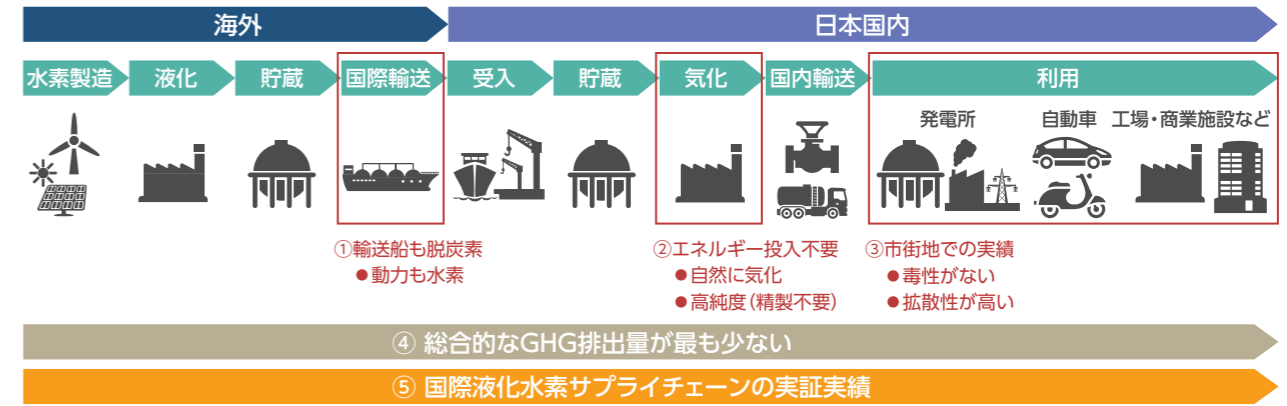 海外
日本国内
水素製造
液化
貯蔵
国際輸送
受入
貯蔵
気化
国内輸送
利用
発電所
自動車
工場・商業施設など
①輸送船も脱炭素
●動力も水素
②エネルギー投入不要
●自然に気化
●高純度(精製不要)
③市街地での実績
●毒性がない
●拡散性が高い
④ 総合的なGHG排出量が最も少ない
⑤ 国際液化水素サプライチェーンの実証実績